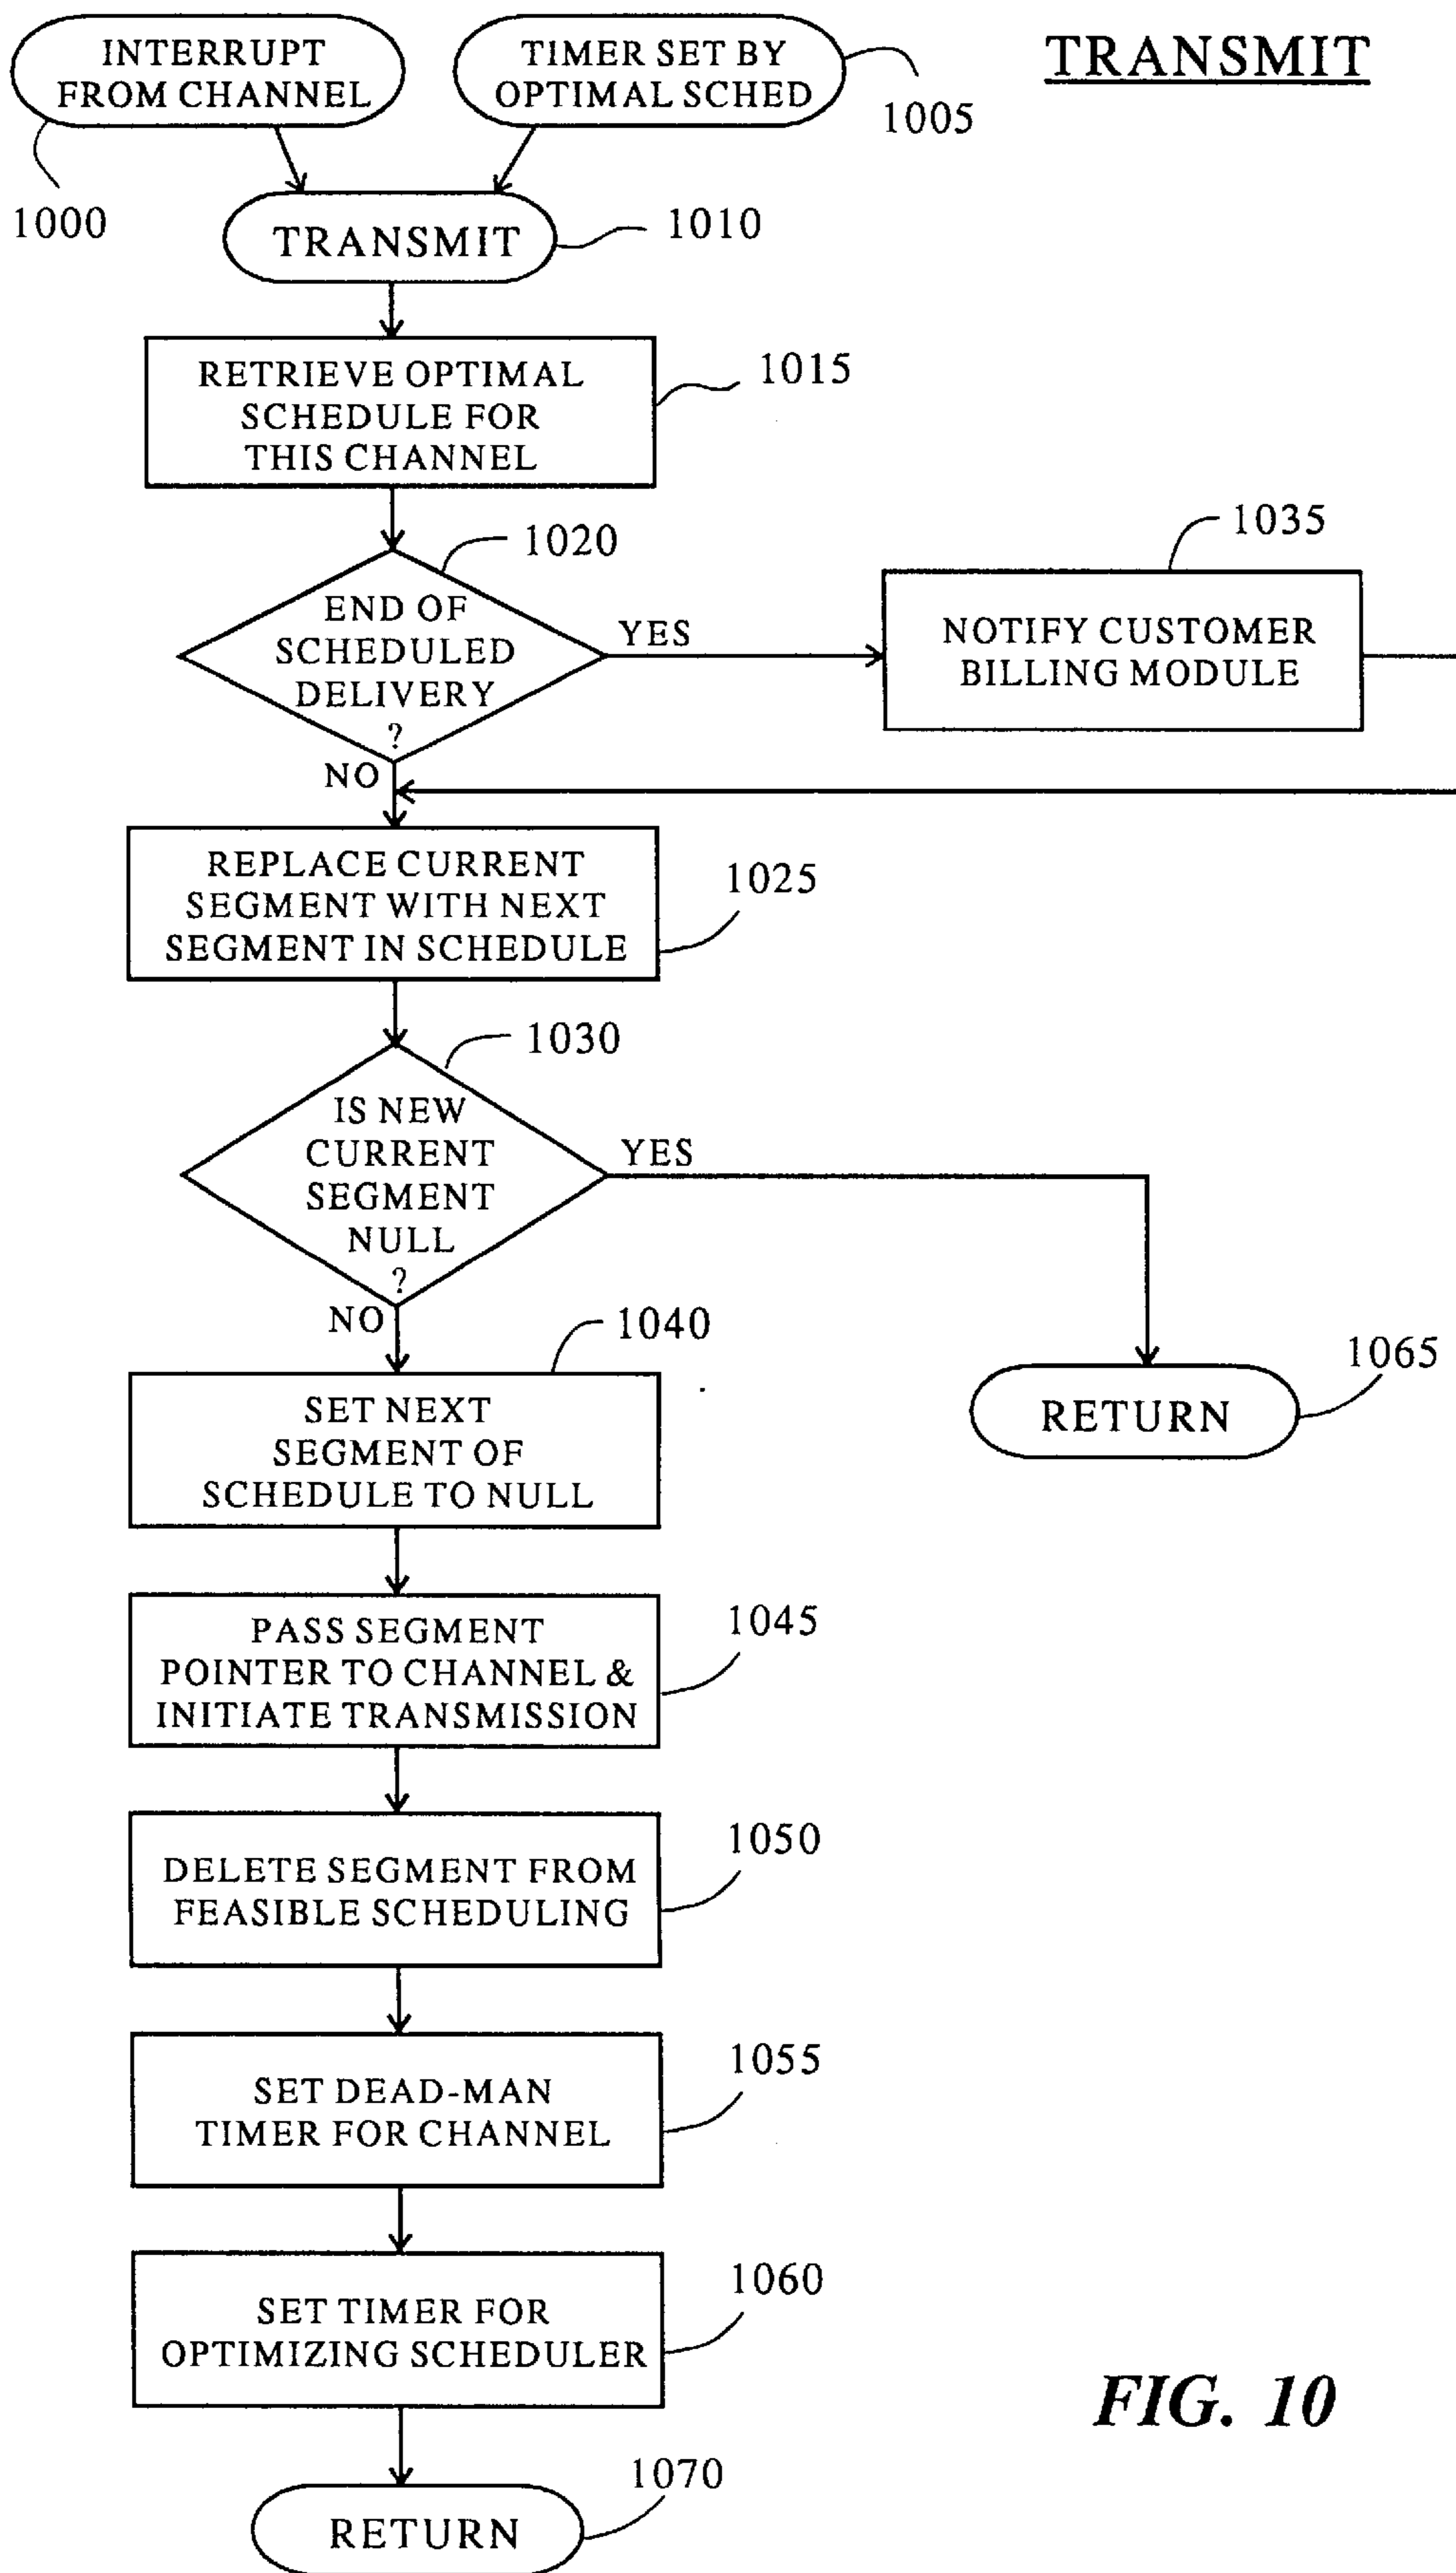 INTERRUPT
FROM CHANNEL
TIMER SET BY
OPTIMAL SCHED
TRANSMIT
1005
1000
TRANSMIT
1010
RETRIEVE OPTIMAL
SCHEDULE FOR
THIS CHANNEL
1015
1020
END OF
SCHEDULED
DELIVERY
?
YES
1035
NOTIFY CUSTOMER
BILLING MODULE
NO
REPLACE CURRENT
SEGMENT WITH NEXT
SEGMENT IN SCHEDULE
1025
1030
IS NEW
CURRENT
SEGMENT
NULL
?
YES
NO
1040
1065
RETURN
SET NEXT
SEGMENT OF
SCHEDULE TO NULL
PASS SEGMENT
POINTER TO CHANNEL &
INITIATE TRANSMISSION
1045
DELETE SEGMENT FROM
FEASIBLE SCHEDULING
1050
SET DEAD-MAN
TIMER FOR CHANNEL
1055
SET TIMER FOR
OPTIMIZING SCHEDULER
1060
FIG. 10
RETURN
1070